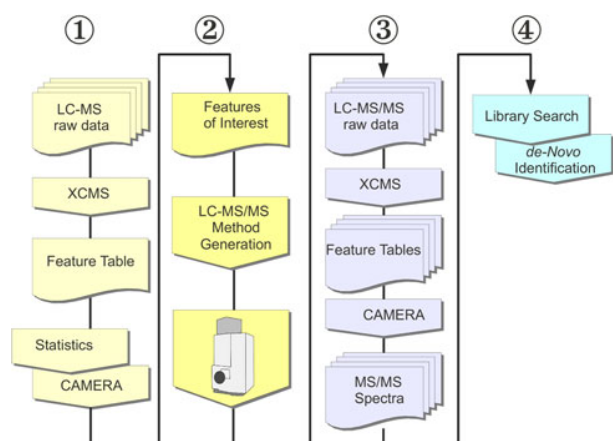 ①
LC-MS
raw data
XCMS
Feature Table
Statistics
CAMERA
②
Features
of Interest
LC-MS/MS
Method
Generation
③
LC-MS/MS
raw data
XCMS
Feature Tables
CAMERA
MS/MS
Spectra
④
Library Search
de-Novo
Identification